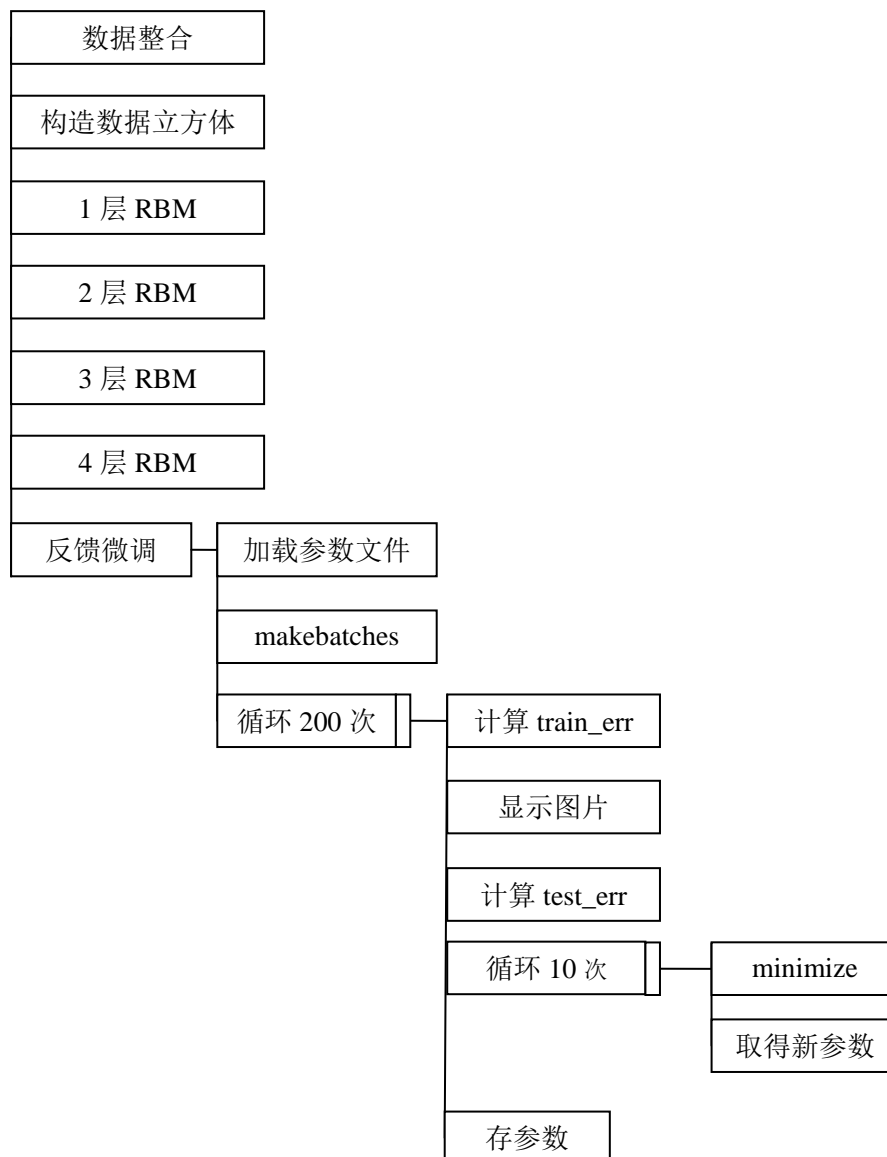 数据整合
构造数据立方体
1 层 RBM
2 层 RBM
3 层 RBM
4 层 RBM
反馈微调
加载参数文件
makebatches
循环 200 次
计算 train_err
显示图片
计算 test_err
循环 10 次
minimize
取得新参数
存参数